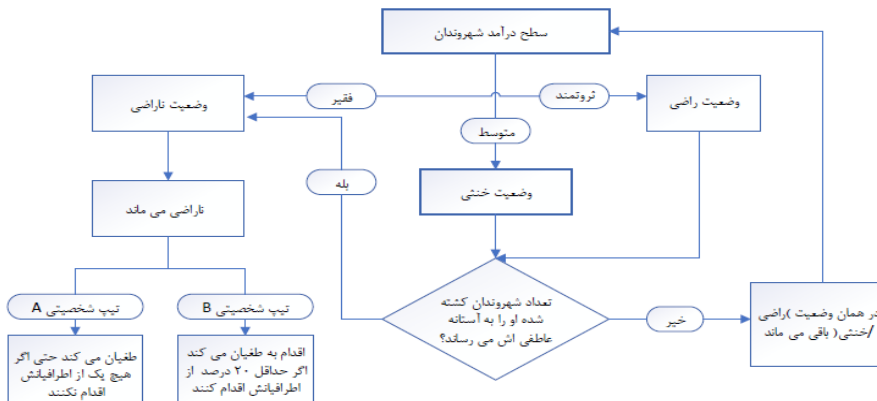 سطح درآمد شهروندان
وضعیت ناراضی
فقیر
ثروتمند
وضعیت راضی
متوسط
بله
وضعیت خنثی
ناراضی می ماند
تعداد شهروندان کشته
شده او را به آستانه
عاطفی اش می رساند؟
خیر
در همان وضعیت )راضی
/خنثی( باقی می ماند
تیپ شخصیتی A
تیپ شخصیتی B
طغیان می کند حتی اگر
هیچ یک از اطرافیانش
اقدام نکنند
اقدام به طغیان می کند
اگر حداقل ۲۰ درصد از
اطرافیانش اقدام کنند